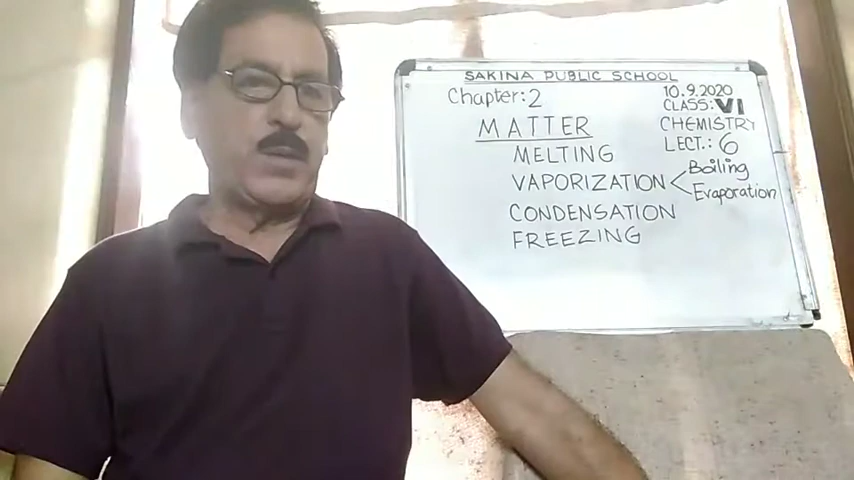 SAKINA PUBLIC SCHOOL
Chapter:2 10.9.2020
CLASS: VI
MATTER CHEMISTRY
LECT.: 6
MELTING
VAPORIZATION < Boiling
Evaporation
CONDENSATION
FREEZING